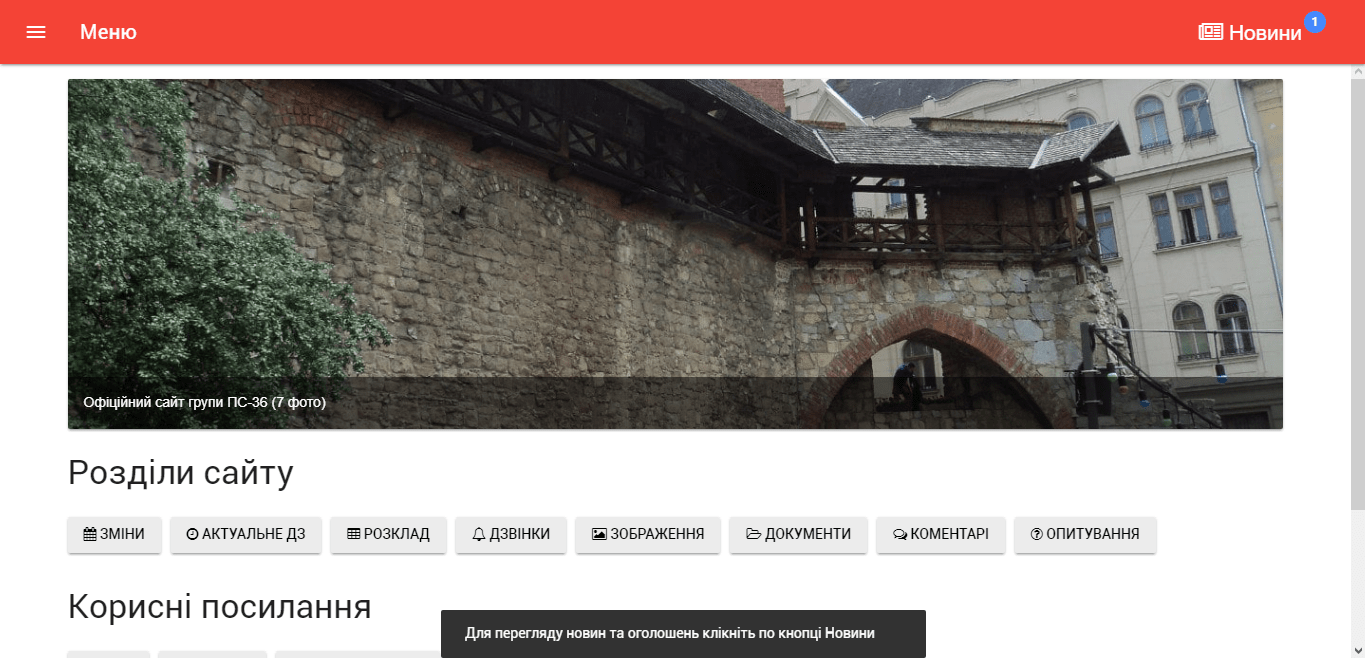 Меню
Новини 1
Офіційний сайт групи ПС-36 (7 фото)
Розділи сайту
ЗМІНИ АКТУАЛЬНЕ ДЗ РОЗКЛАД ДЗВІНКИ ЗОБРАЖЕННЯ ДОКУМЕНТИ КОМЕНТАРІ ОПИТУВАННЯ
Корисні посилання
Для перегляду новин та оголошень клікніть по кнопці Новини